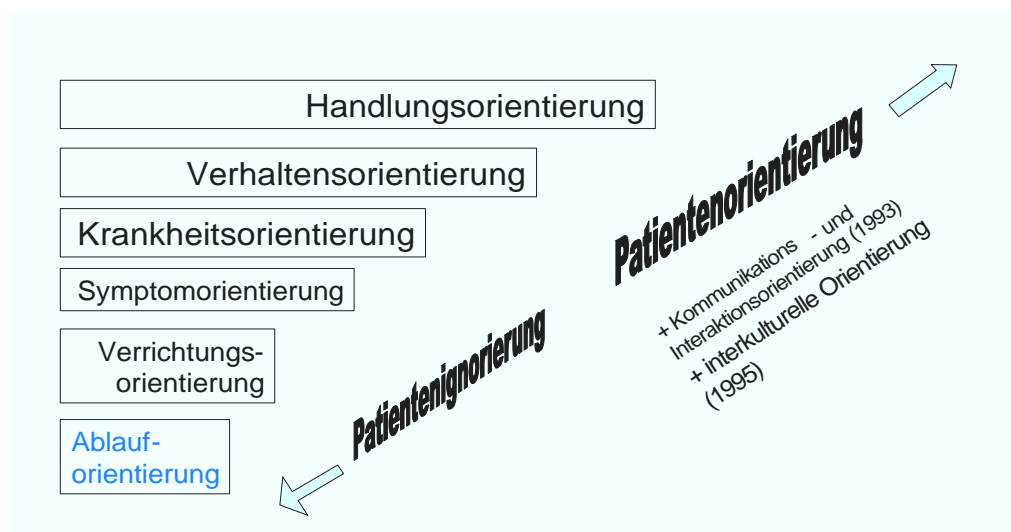 Handlungsorientierung
Verhaltensorientierung
Krankheitsorientierung
Symptomorientierung
Verrichtungs-
orientierung
Ablauf-
orientierung
Patientenignorierung
Patientenorientierung
+ Kommunikations - und
Interaktionsorientierung (1993)
+ interkulturelle Orientierung
(1995)